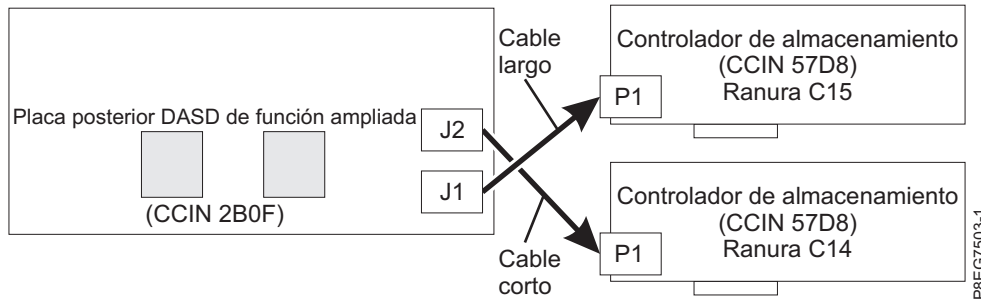 Placa posterior DASD de función ampliada
(CCIN 2B0F)
J2
J1
Cable
largo
Cable
corto
Controlador de almacenamiento
(CCIN 57D8)
Ranura C15
P1
Controlador de almacenamiento
(CCIN 57D8)
Ranura C14
P1
P8EG7503-1